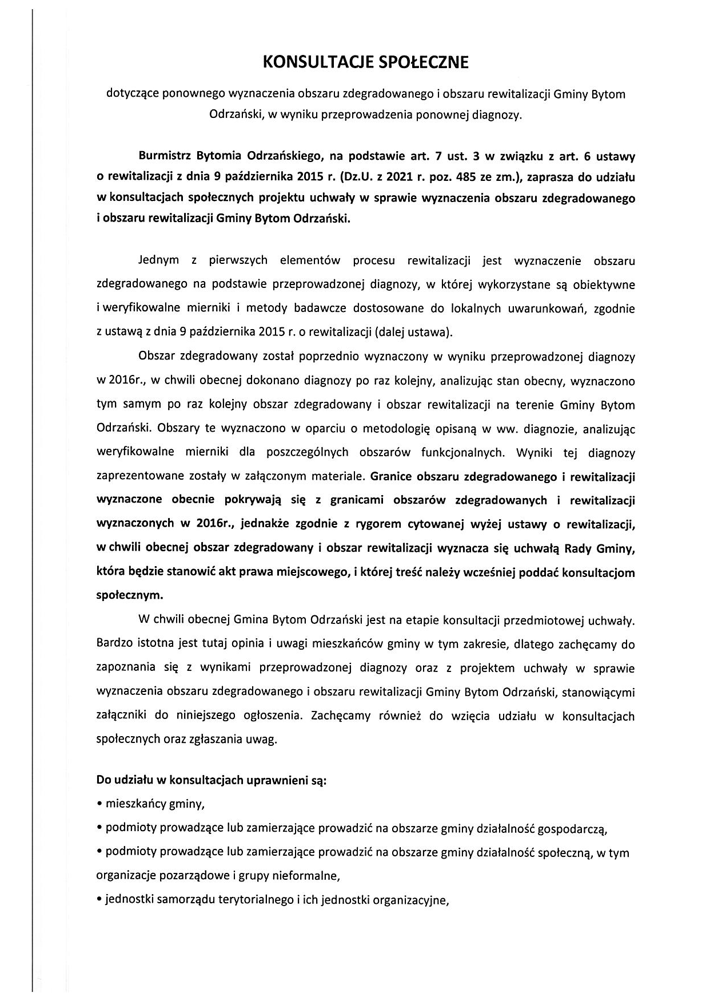 KONSULTACJE SPOŁECZNE
dotyczące ponownego wyznaczenia obszaru zdegradowanego i obszaru rewitalizacji Gminy Bytom
Odrzański, w wyniku przeprowadzenia ponownej diagnozy.
Burmistrz Bytomia Odrzańskiego, na podstawie art. 7 ust. 3 w związku z art. 6 ustawy
o rewitalizacji z dnia 9 października 2015 r. (Dz.U. z 2021 r. poz. 485 ze zm.), zaprasza do udziału
w konsultacjach społecznych projektu uchwały w sprawie wyznaczenia obszaru zdegradowanego
i obszaru rewitalizacji Gminy Bytom Odrzański.
Jednym z pierwszych elementów procesu rewitalizacji jest wyznaczenie obszaru
zdegradowanego na podstawie przeprowadzonej diagnozy, w której wykorzystane są obiektywne
i weryfikowalne mierniki i metody badawcze dostosowane do lokalnych uwarunkowań, zgodnie
z ustawą z dnia 9 października 2015 r. o rewitalizacji (dalej ustawa).
Obszar zdegradowany został poprzednio wyznaczony w wyniku przeprowadzonej diagnozy
w 2016r., w chwili obecnej dokonano diagnozy po raz kolejny, analizując stan obecny, wyznaczono
tym samym po raz kolejny obszar zdegradowany i obszar rewitalizacji na terenie Gminy Bytom
Odrzański. Obszary te wyznaczono w oparciu o metodologię opisaną w ww. diagnozie, analizując
weryfikowalne mierniki dla poszczególnych obszarów funkcjonalnych. Wyniki tej diagnozy
zaprezentowane zostały w załączonym materiale. Granice obszaru zdegradowanego i rewitalizacji
wyznaczone obecnie pokrywają się z granicami obszarów zdegradowanych i rewitalizacji
wyznaczonych w 2016r., jednakże zgodnie z rygorem cytowanej wyżej ustawy o rewitalizacji,
w chwili obecnej obszar zdegradowany i obszar rewitalizacji wyznacza się uchwałą Rady Gminy,
która będzie stanowić akt prawa miejscowego, i której treść należy wcześniej poddać konsultacjom
społecznym.
W chwili obecnej Gmina Bytom Odrzański jest na etapie konsultacji przedmiotowej uchwały.
Bardzo istotna jest tutaj opinia i uwagi mieszkańców gminy w tym zakresie, dlatego zachęcamy do
zapoznania się z wynikami przeprowadzonej diagnozy oraz z projektem uchwały w sprawie
wyznaczenia obszaru zdegradowanego i obszaru rewitalizacji Gminy Bytom Odrzański, stanowiącymi
załączniki do niniejszego ogłoszenia. Zachęcamy również do wzięcia udziału w konsultacjach
społecznych oraz zgłaszania uwag.
Do udziału w konsultacjach uprawnieni są:
• mieszkańcy gminy,
• podmioty prowadzące lub zamierzające prowadzić na obszarze gminy działalność gospodarczą,
• podmioty prowadzące lub zamierzające prowadzić na obszarze gminy działalność społeczną, w tym
organizacje pozarządowe i grupy nieformalne,
• jednostki samorządu terytorialnego i ich jednostki organizacyjne,